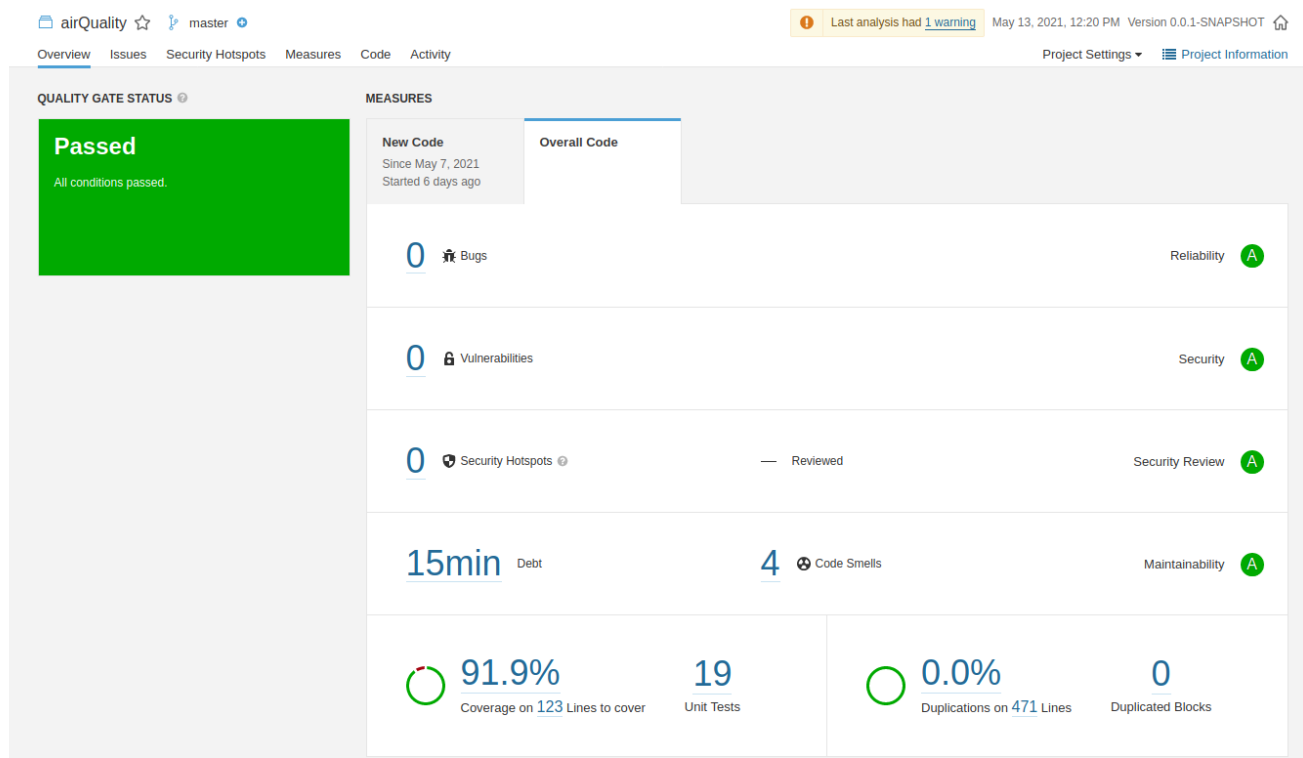 airQuality master Last analysis had 1 warning May 13, 2021, 12:20 PM Version 0.0.1-SNAPSHOT
Overview Issues Security Hotspots Measures Code Activity Project Settings Project Information
QUALITY GATE STATUS ?
Passed
All conditions passed.
MEASURES
New Code
Since May 7, 2021
Started 6 days ago
Overall Code
0 Bugs Reliability A
0 Vulnerabilities Security A
0 Security Hotspots ? — Reviewed Security Review A
15min Debt 4 Code Smells Maintainability A
91.9% 19 0.0% 0
Coverage on 123 Lines to cover Unit Tests Duplications on 471 Lines Duplicated Blocks